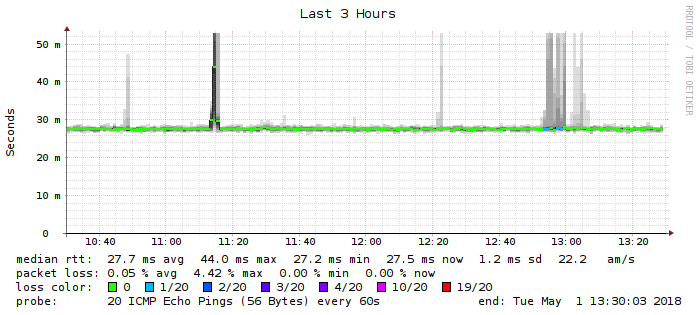 Last 3 Hours
RRDTOOL / TOBI OETIKER
Seconds
50 m
40 m
30 m
20 m
10 m
0
10:40 11:00 11:20 11:40 12:00 12:20 12:40 13:00 13:20
median rtt: 27.7 ms avg 44.0 ms max 27.2 ms min 27.5 ms now 1.2 ms sd 22.2 am/s
packet loss: 0.05 % avg 4.42 % max 0.00 % min 0.00 % now
loss color: 0 1/20 2/20 3/20 4/20 10/20 19/20
probe: 20 ICMP Echo Pings (56 Bytes) every 60s end: Tue May 1 13:30:03 2018